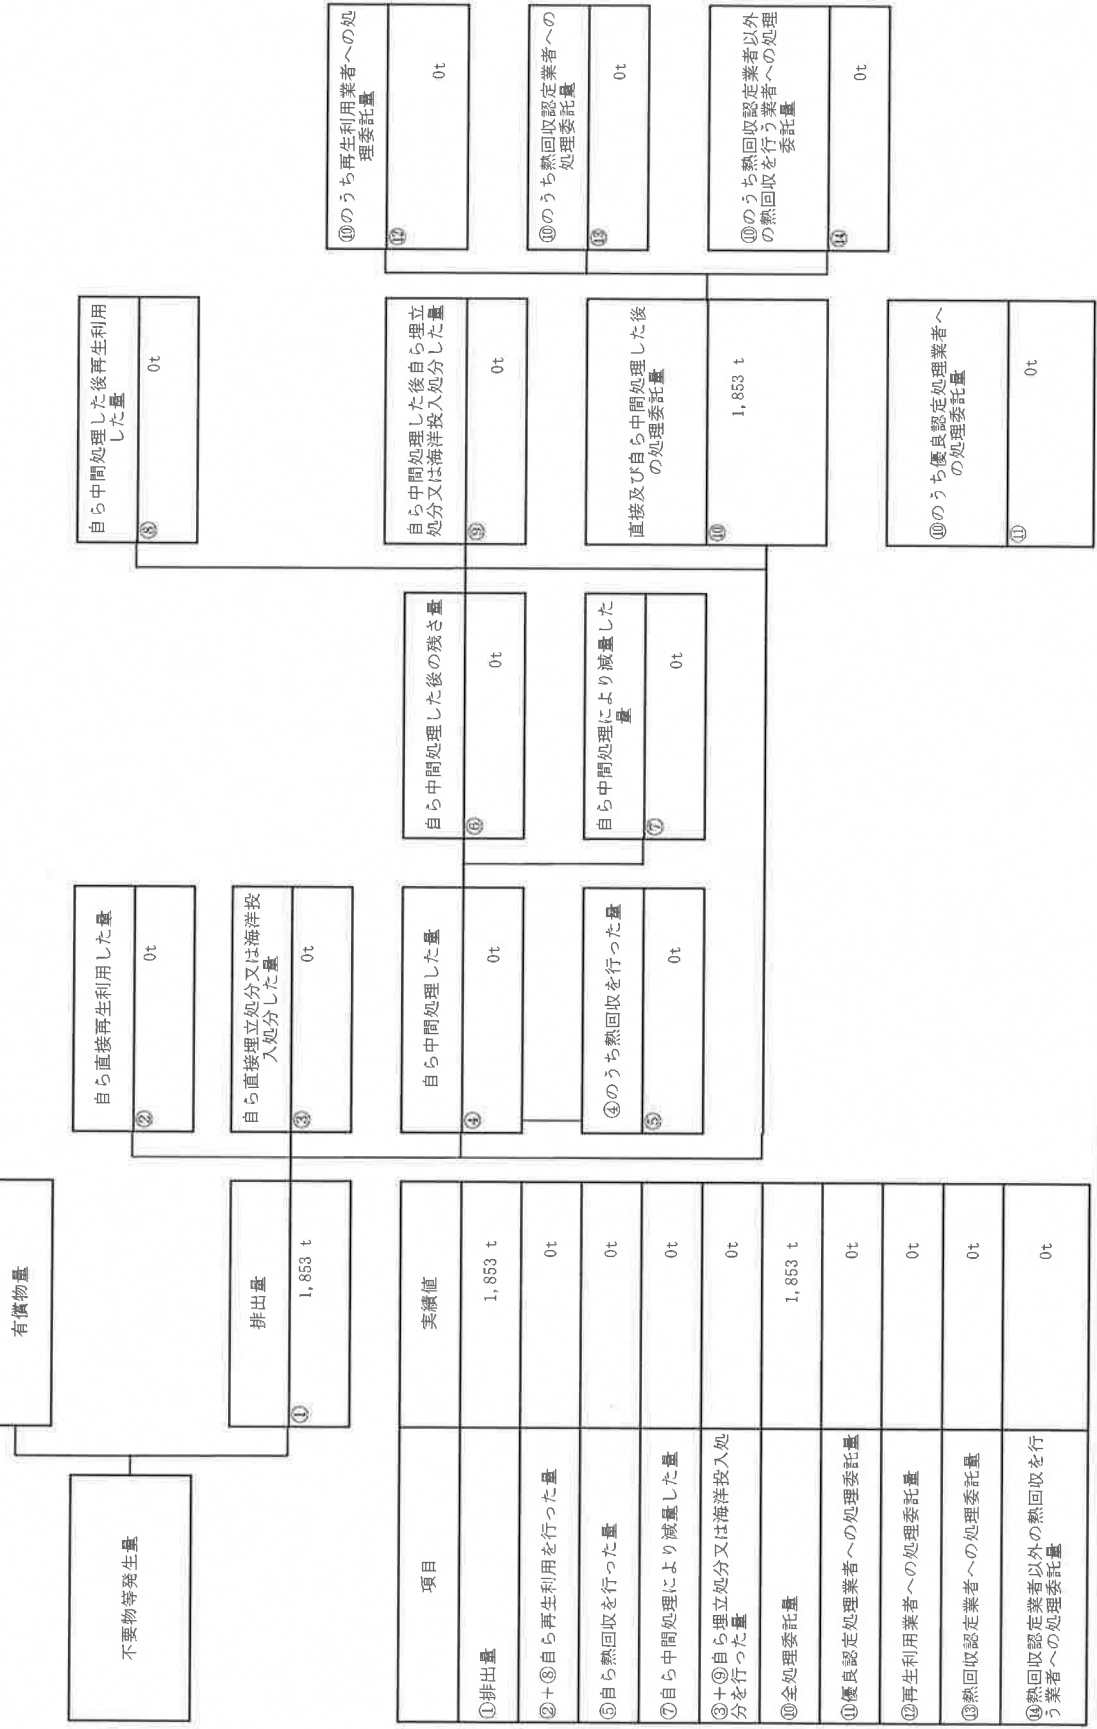 不要物等発生量
有償物量
排出量
①
1,853 t
自ら直接再生利用した量
②
0t
自ら直接埋立処分又は海洋投
入処分した量
③
0t
自ら中間処理した量
④
0t
④のうち熱回収を行った量
⑤
0t
自ら中間処理した後の残さ量
⑥
0t
自ら中間処理により減量した
量
⑦
0t
自ら中間処理した後再生利用
した量
⑧
0t
自ら中間処理した後自ら埋立
処分又は海洋投入処分した量
⑨
0t
直接及び自ら中間処理した後
の処理委託量
⑩
1,853 t
⑩のうち優良認定処理業者へ
の処理委託量
⑪
0t
⑩のうち再生利用業者への処
理委託量
⑫
0t
⑩のうち熱回収認定業者への
処理委託量
⑬
0t
⑩のうち熱回収認定業者以外
の熱回収を行う業者への処理
委託量
⑭
0t
項目 実績値
①排出量 1,853 t
②+⑧自ら再生利用を行った量 0t
⑤自ら熱回収を行った量 0t
⑦自ら中間処理により減量した量 0t
③+⑨自ら埋立処分又は海洋投入処
分を行った量 0t
⑩全処理委託量 1,853 t
⑪優良認定処理業者への処理委託量 0t
⑫再生利用業者への処理委託量 0t
⑬熱回収認定業者への処理委託量 0t
⑭熱回収認定業者以外の熱回収を行
う業者への処理委託量 0t